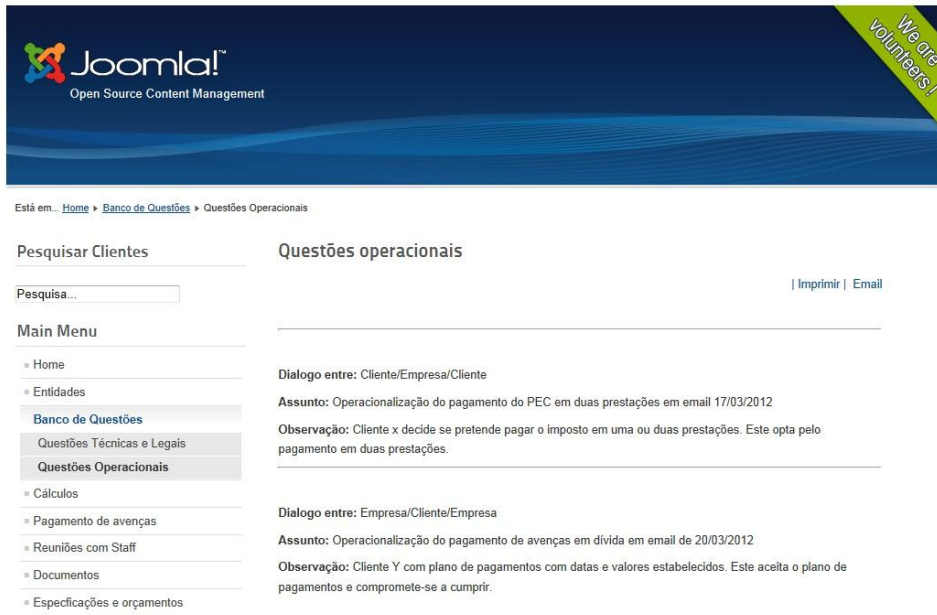 Joomla!™
Open Source Content Management
We are
volunteers !
Está em... Home ▸ Banco de Questões ▸ Questões Operacionais
Pesquisar Clientes
Pesquisa...
Main Menu
Home
Entidades
Banco de Questões
Questões Técnicas e Legais
Questões Operacionais
Cálculos
Pagamento de avenças
Reuniões com Staff
Documentos
Especficações e orçamentos
Questões operacionais
| Imprimir | Email
Dialogo entre: Cliente/Empresa/Cliente
Assunto: Operacionalização do pagamento do PEC em duas prestações em email 17/03/2012
Observação: Cliente x decide se pretende pagar o imposto em uma ou duas prestações. Este opta pelo
pagamento em duas prestações.
Dialogo entre: Empresa/Cliente/Empresa
Assunto: Operacionalização do pagamento de avenças em dívida em email de 20/03/2012
Observação: Cliente Y com plano de pagamentos com datas e valores estabelecidos. Este aceita o plano de
pagamentos e compromete-se a cumprir.